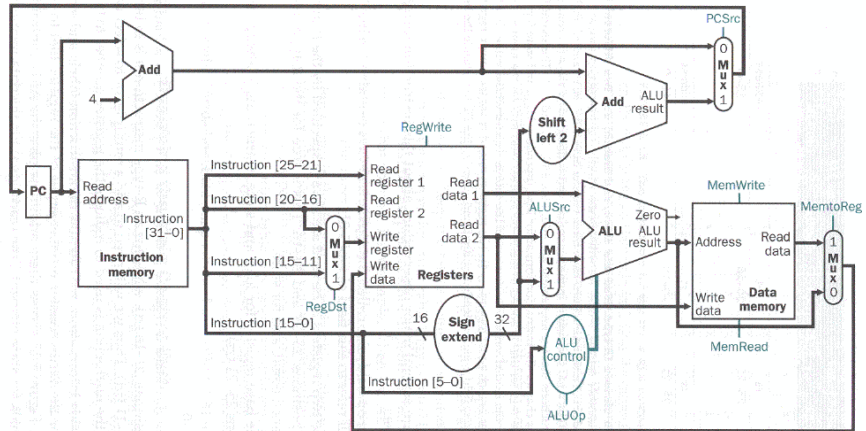 PCSrc
0
M
u
x
1
Add
4
Add
ALU
result
Shift
left 2
RegWrite
PC
Read
address
Instruction
[31–0]
Instruction
memory
Instruction [25–21]
Instruction [20–16]
Instruction [15–11]
Instruction [15–0]
Instruction [5–0]
0
M
u
x
1
RegDst
Read
register 1
Read
register 2
Write
register
Write
data
Read
data 1
Read
data 2
Registers
16
Sign
extend
32
ALUSrc
0
M
u
x
1
ALU
Zero
ALU
result
ALU
control
ALUOp
MemWrite
Address
Read
data
Write
data
Data
memory
MemRead
MemtoReg
1
M
u
x
0